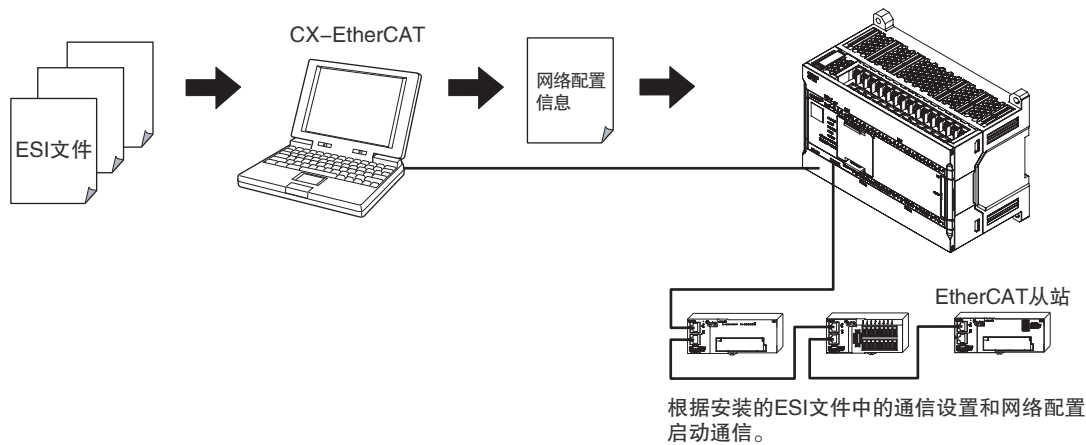 CX-EtherCAT
ESI文件
网络配置
信息
EtherCAT从站
根据安装的ESI文件中的通信设置和网络配置
启动通信。